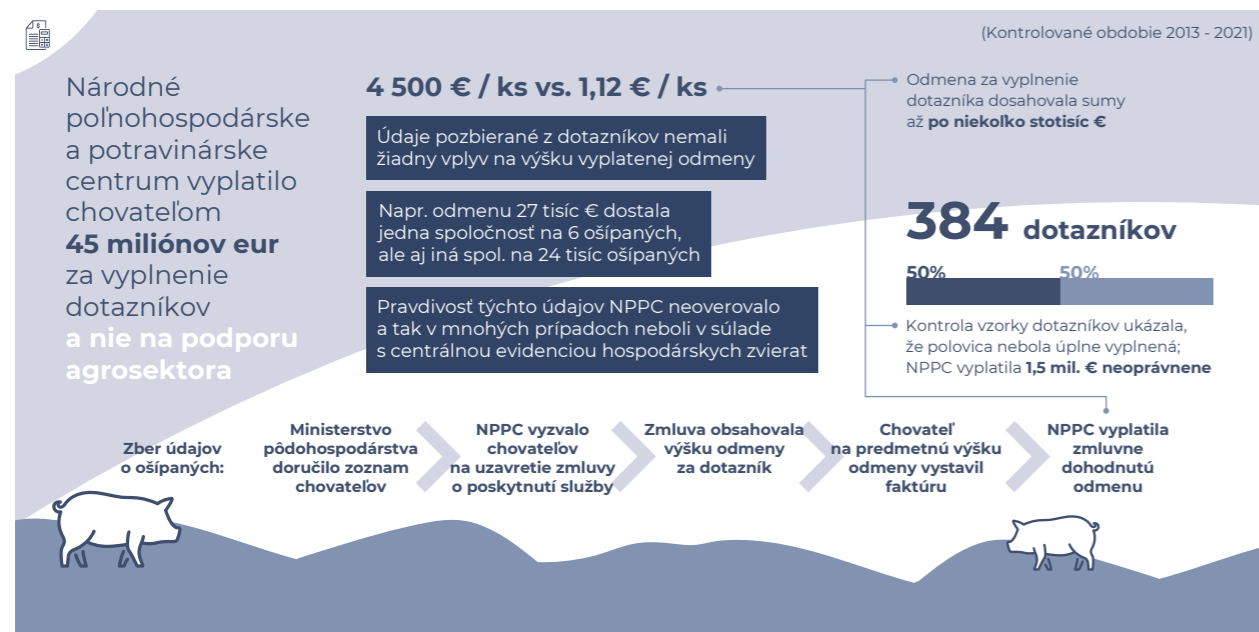 (Kontrolované obdobie 2013 - 2021)
Národné
poľnohospodárske
a potravinárske
centrum vyplatilo
chovateľom
45 miliónov eur
za vyplnenie
dotazníkov
a nie na podporu
agrosektora
4 500 € / ks vs. 1,12 € / ks
Údaje pozbierané z dotazníkov nemali
žiadny vplyv na výšku vyplatenej odmeny
Napr. odmenu 27 tisíc € dostala
jedna spoločnosť na 6 ošípaných,
ale aj iná spol. na 24 tisíc ošípaných
Pravdivosť týchto údajov NPPC neoverovalo
a tak v mnohých prípadoch neboli v súlade
s centrálnou evidenciou hospodárskych zvierat
Odmena za vyplnenie
dotazníka dosahovala sumy
až po niekoľko stotisíc €
384 dotazníkov
50% 50%
Kontrola vzorky dotazníkov ukázala,
že polovica nebola úplne vyplnená;
NPPC vyplatila 1,5 mil. € neoprávnene
Zber údajov
o ošípaných:
Ministerstvo
pôdohospodárstva
doručilo zoznam
chovateľov
NPPC vyzvalo
chovateľov
na uzavretie zmluvy
o poskytnutí služby
Zmluva obsahovala
výšku odmeny
za dotazník
Chovateľ
na predmetnú výšku
odmeny vystavil
faktúru
NPPC vyplatila
zmluvne
dohodnutú
odmenu